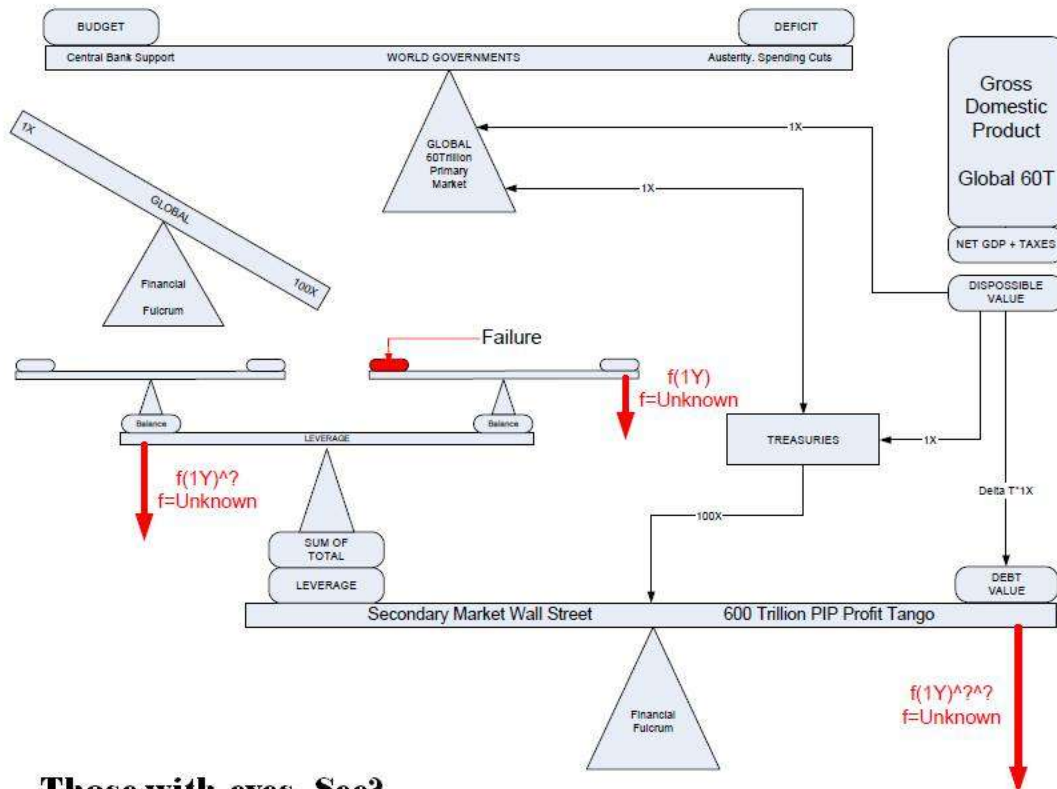 BUDGET
DEFICIT
Central Bank Support
WORLD GOVERNMENTS
Austerity. Spending Cuts
Gross
Domestic
Product
Global 60T
NET GDP + TAXES
DISPOSSIBLE
VALUE
GLOBAL
60Trillion
Primary
Market
1X
1X
1X
GLOBAL
100X
Financial
Fulcrum
Failure
f(1Y)
f=Unknown
Balance
Balance
LEVERAGE
f(1Y)^?
f=Unknown
TREASURIES
1X
Delta T*1X
100X
SUM OF
TOTAL
LEVERAGE
DEBT
VALUE
Secondary Market Wall Street
600 Trillion PIP Profit Tango
Financial
Fulcrum
f(1Y)^?^?
f=Unknown
Those with eyes, See?